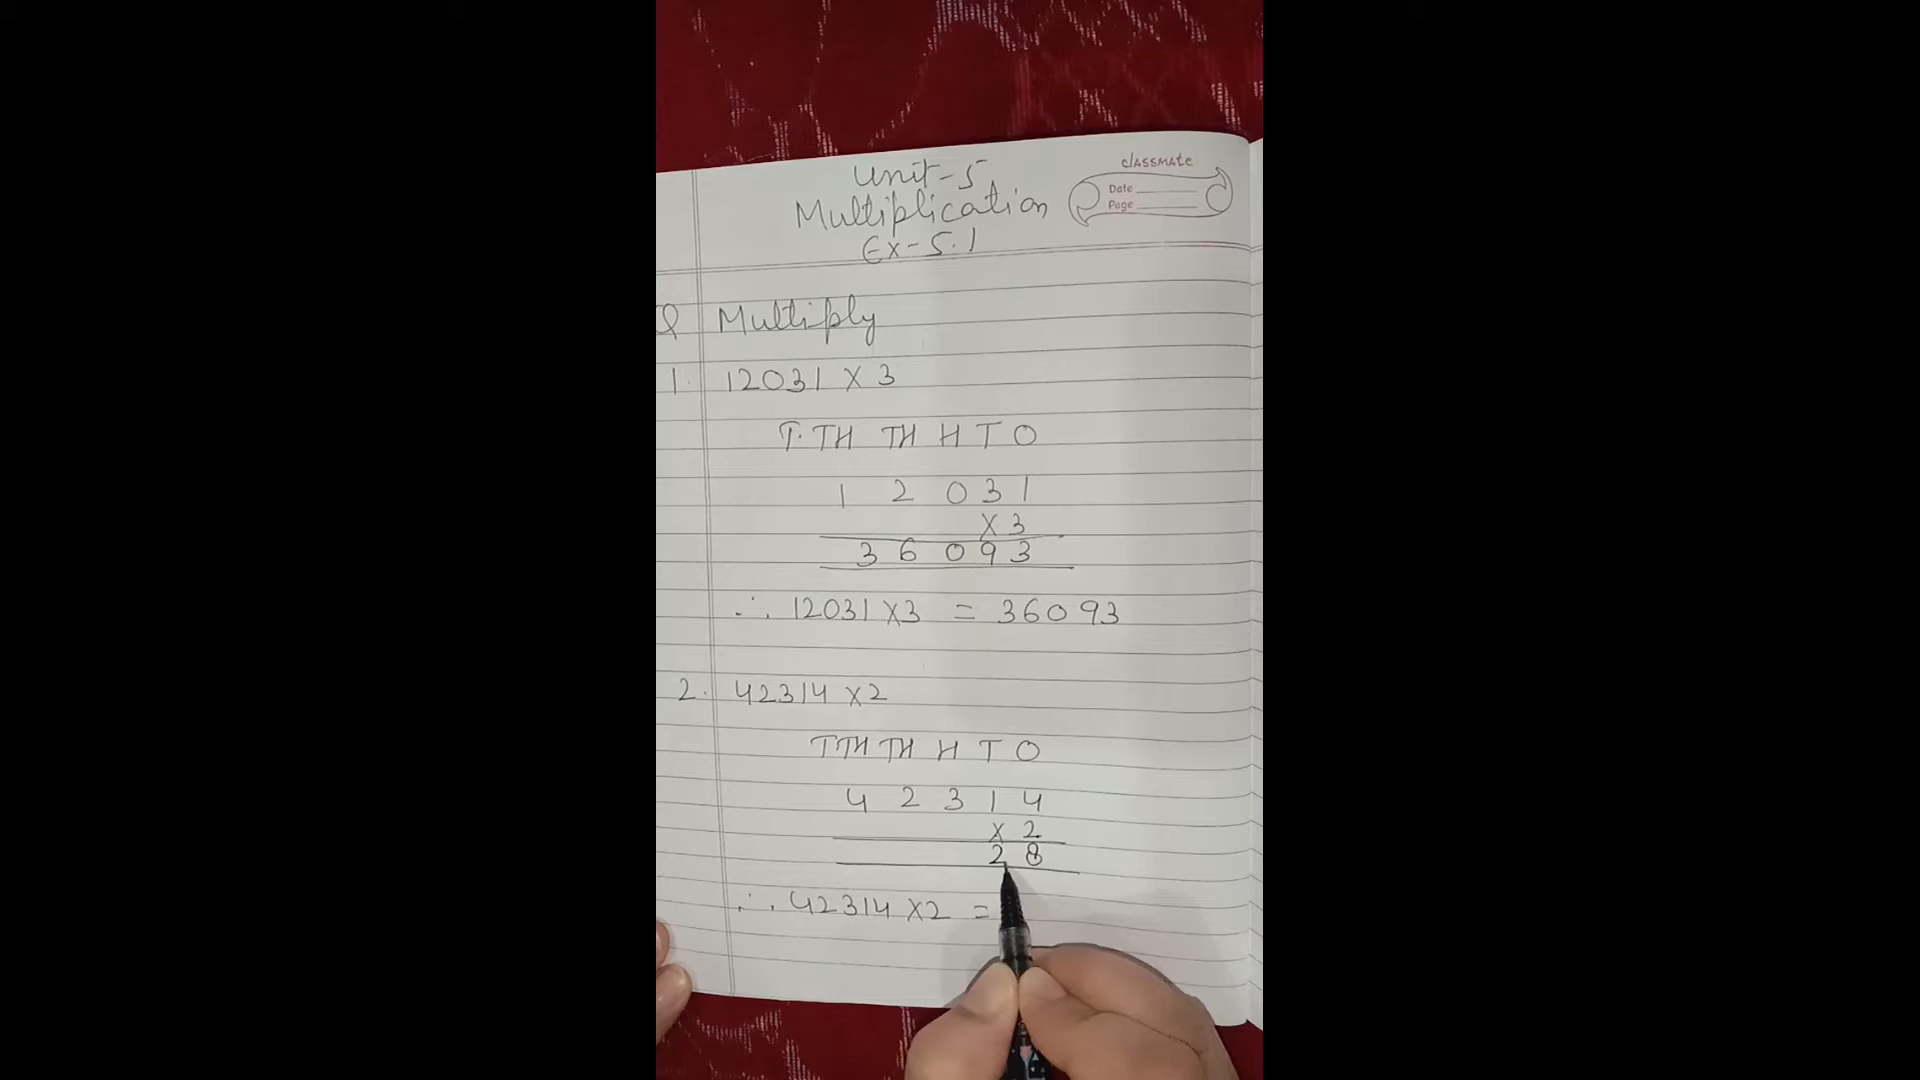 Unit-5
classmate
Date
Page
Multiplication
Ex-5.1
Q Multiply
1. 12031 X 3
T.TH TH H T O
1 2 0 3 1
X 3
3 6 0 9 3
∴ 12031 X3 = 36093
2. 42314 X2
TTH TH H T O
4 2 3 1 4
X 2
2 8
∴ 42314 X2 =